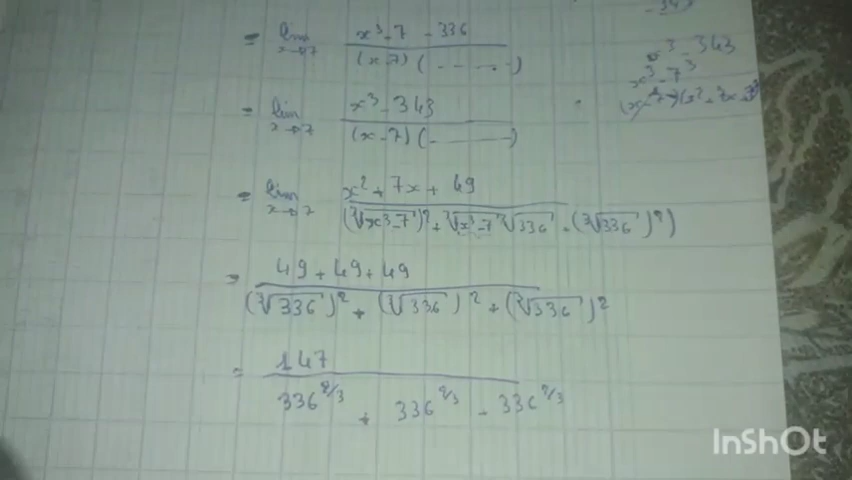 = lim x→7 x³-7 - 336 / (x-7)(- - - - -)
= lim x→7 x³ - 343 / (x-7)(- - - - -)
= lim x→7 x² + 7x + 49 / (∛(x³-7))² + ∛(x³-7) ∛336 + (∛336)²)
= 49 + 49 + 49 / (∛336)² + (∛336)² + (∛336)²
= 147 / 336^2/3 + 336^2/3 - 336^2/3
x³ - 343
x³ - 7³
InShOt